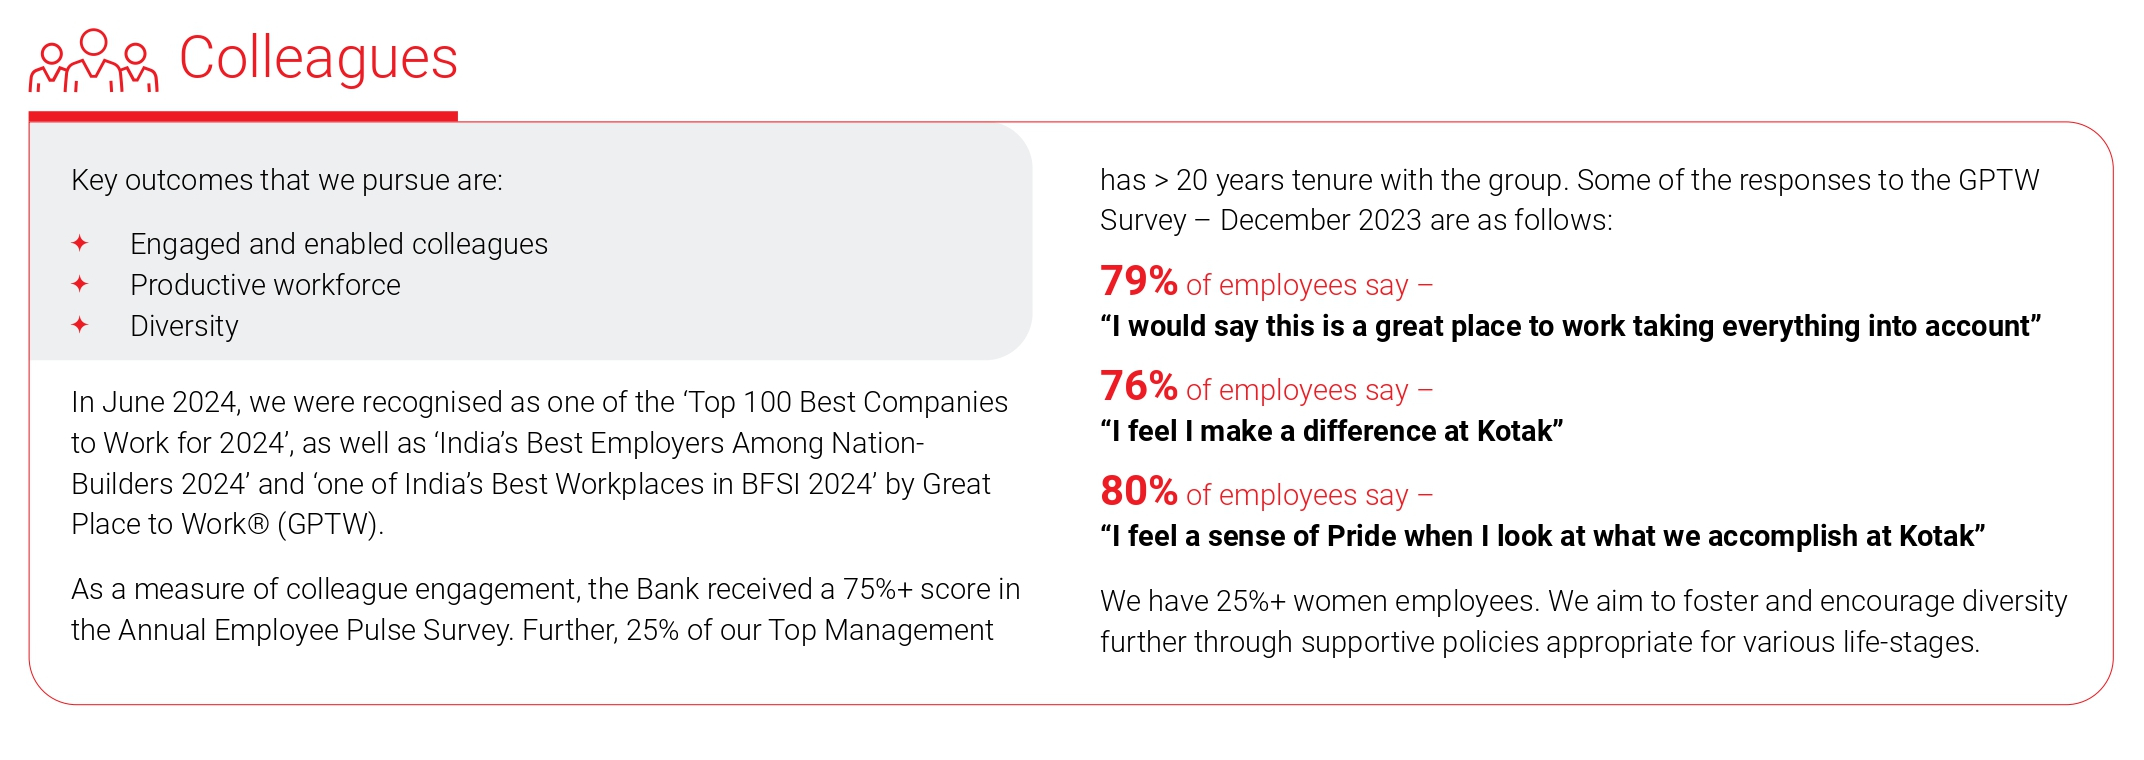 Colleagues
Key outcomes that we pursue are:
✦ Engaged and enabled colleagues
✦ Productive workforce
✦ Diversity
In June 2024, we were recognised as one of the ‘Top 100 Best Companies
to Work for 2024’, as well as ‘India’s Best Employers Among Nation-
Builders 2024’ and ‘one of India’s Best Workplaces in BFSI 2024’ by Great
Place to Work® (GPTW).
As a measure of colleague engagement, the Bank received a 75%+ score in
the Annual Employee Pulse Survey. Further, 25% of our Top Management
has > 20 years tenure with the group. Some of the responses to the GPTW
Survey – December 2023 are as follows:
79% of employees say –
“I would say this is a great place to work taking everything into account”
76% of employees say –
“I feel I make a difference at Kotak”
80% of employees say –
“I feel a sense of Pride when I look at what we accomplish at Kotak”
We have 25%+ women employees. We aim to foster and encourage diversity
further through supportive policies appropriate for various life-stages.